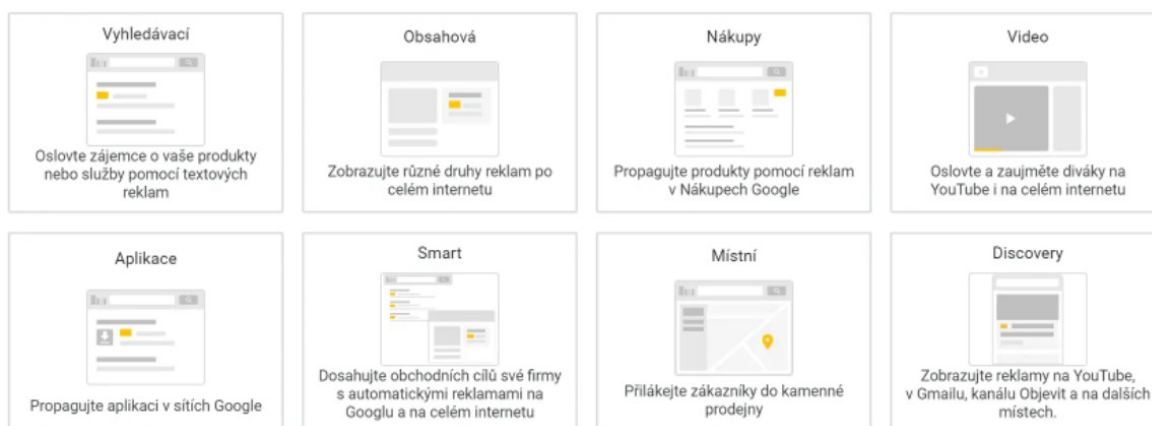 Vyhledávací
Oslovte zájemce o vaše produkty
nebo služby pomocí textových
reklam
Obsahová
Zobrazujte různé druhy reklam po
celém internetu
Nákupy
Propagujte produkty pomocí reklam
v Nákupech Google
Video
Oslovte a zaujměte diváky na
YouTube i na celém internetu
Aplikace
Propagujte aplikaci v sítích Google
Smart
Dosahujte obchodních cílů své firmy
s automatickými reklamami na
Googlu a na celém internetu
Místní
Přilákejte zákazníky do kamenné
prodejny
Discovery
Zobrazujte reklamy na YouTube,
v Gmailu, kanálu Objevit a na dalších
místech.